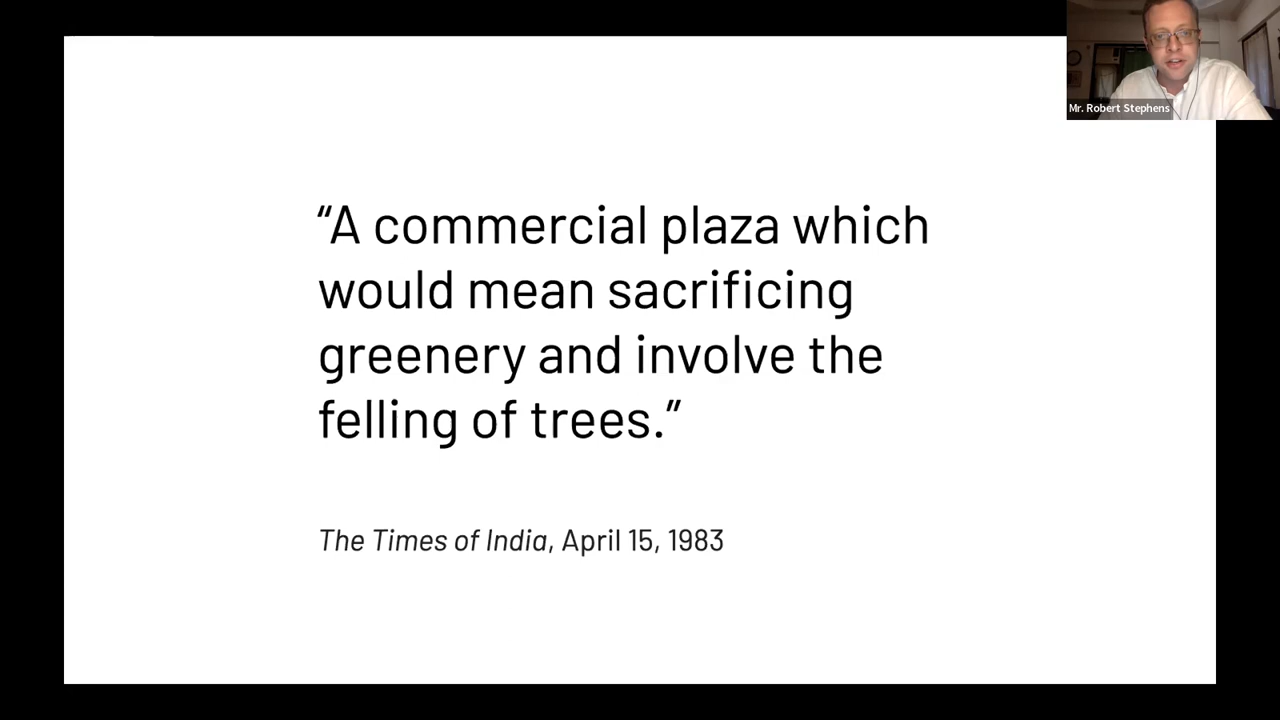 Mr. Robert Stephens
“A commercial plaza which
would mean sacrificing
greenery and involve the
felling of trees.”
The Times of India, April 15, 1983